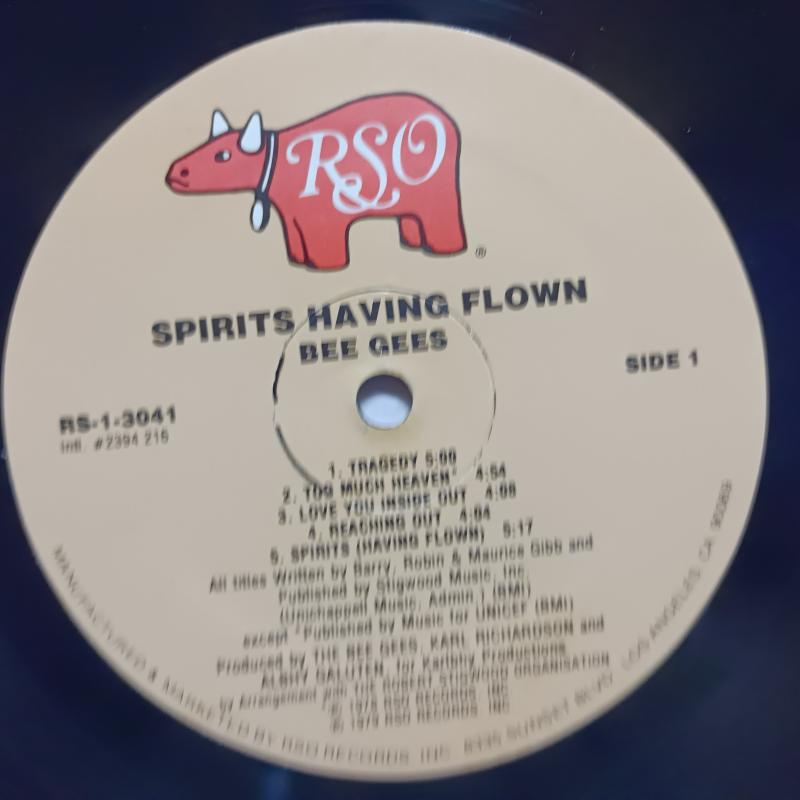 RSO
®
SPIRITS HAVING FLOWN
BEE GEES
SIDE 1
RS-1-3041
Intl. #2394 216
1. TRAGEDY 5:00
2. TOO MUCH HEAVEN* 4:54
3. LOVE YOU INSIDE OUT 4:08
4. REACHING OUT 4:04
5. SPIRITS (HAVING FLOWN) 5:17
All titles Written by Barry, Robin & Maurice Gibb and
Published by Stigwood Music, Inc.
(Unichappell Music, Admin.) (BMI)
except *Published by Music for UNICEF (BMI)
Produced by THE BEE GEES, KARL RICHARDSON and
ALBHY GALUTEN, for Karlbhy Productions
by Arrangement with THE ROBERT STIGWOOD ORGANISATION
℗ 1978 RSO RECORDS, INC.
© 1979 RSO RECORDS, INC.
MANUFACTURED & MARKETED BY RSO RECORDS, INC. 8335 SUNSET BLVD. LOS ANGELES, CA. 90069